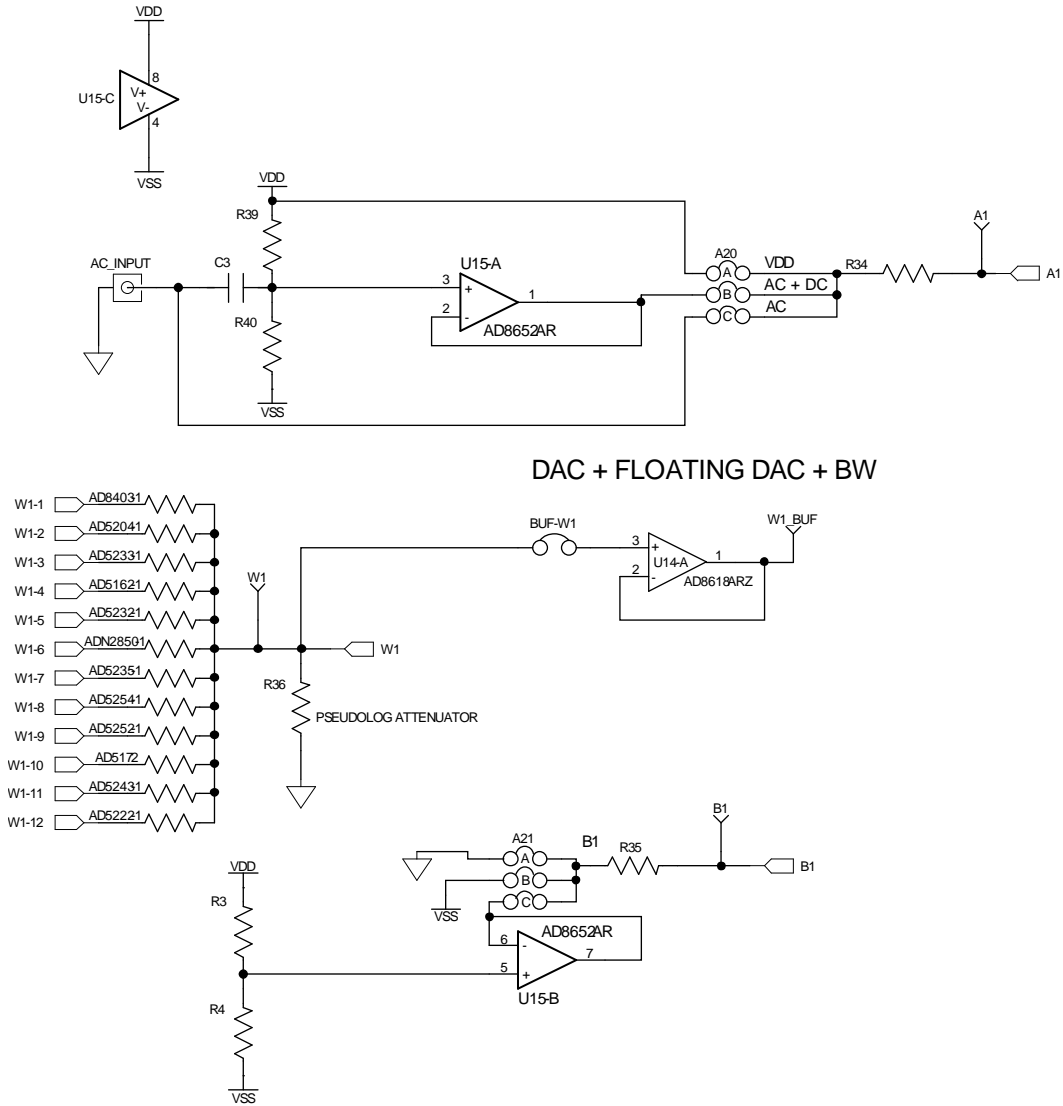 VDD
8
U15-C
V+
V-
4
VSS
VDD
R39
A1
AC_INPUT
C3
U15-A
A20
VDD
R34
A
A1
3
+
1
B
AC + DC
2
-
AD8652AR
C
AC
R40
VSS
DAC + FLOATING DAC + BW
W1-1
AD84031
W1-2
AD52041
W1-3
AD52331
W1-4
AD51621
W1-5
AD52321
W1-6
ADN28501
W1-7
AD52351
W1-8
AD52541
W1-9
AD52521
W1-10
AD5172
W1-11
AD52431
W1-12
AD52221
BUF-W1
W1_BUF
3
+
U14-A
1
2
-
AD8618ARZ
W1
W1
R36
PSEUDOLOG ATTENUATOR
A21
B1
R35
B1
A
B1
B
VSS
C
VDD
R3
AD8652AR
6
-
7
5
+
U15-B
R4
VSS